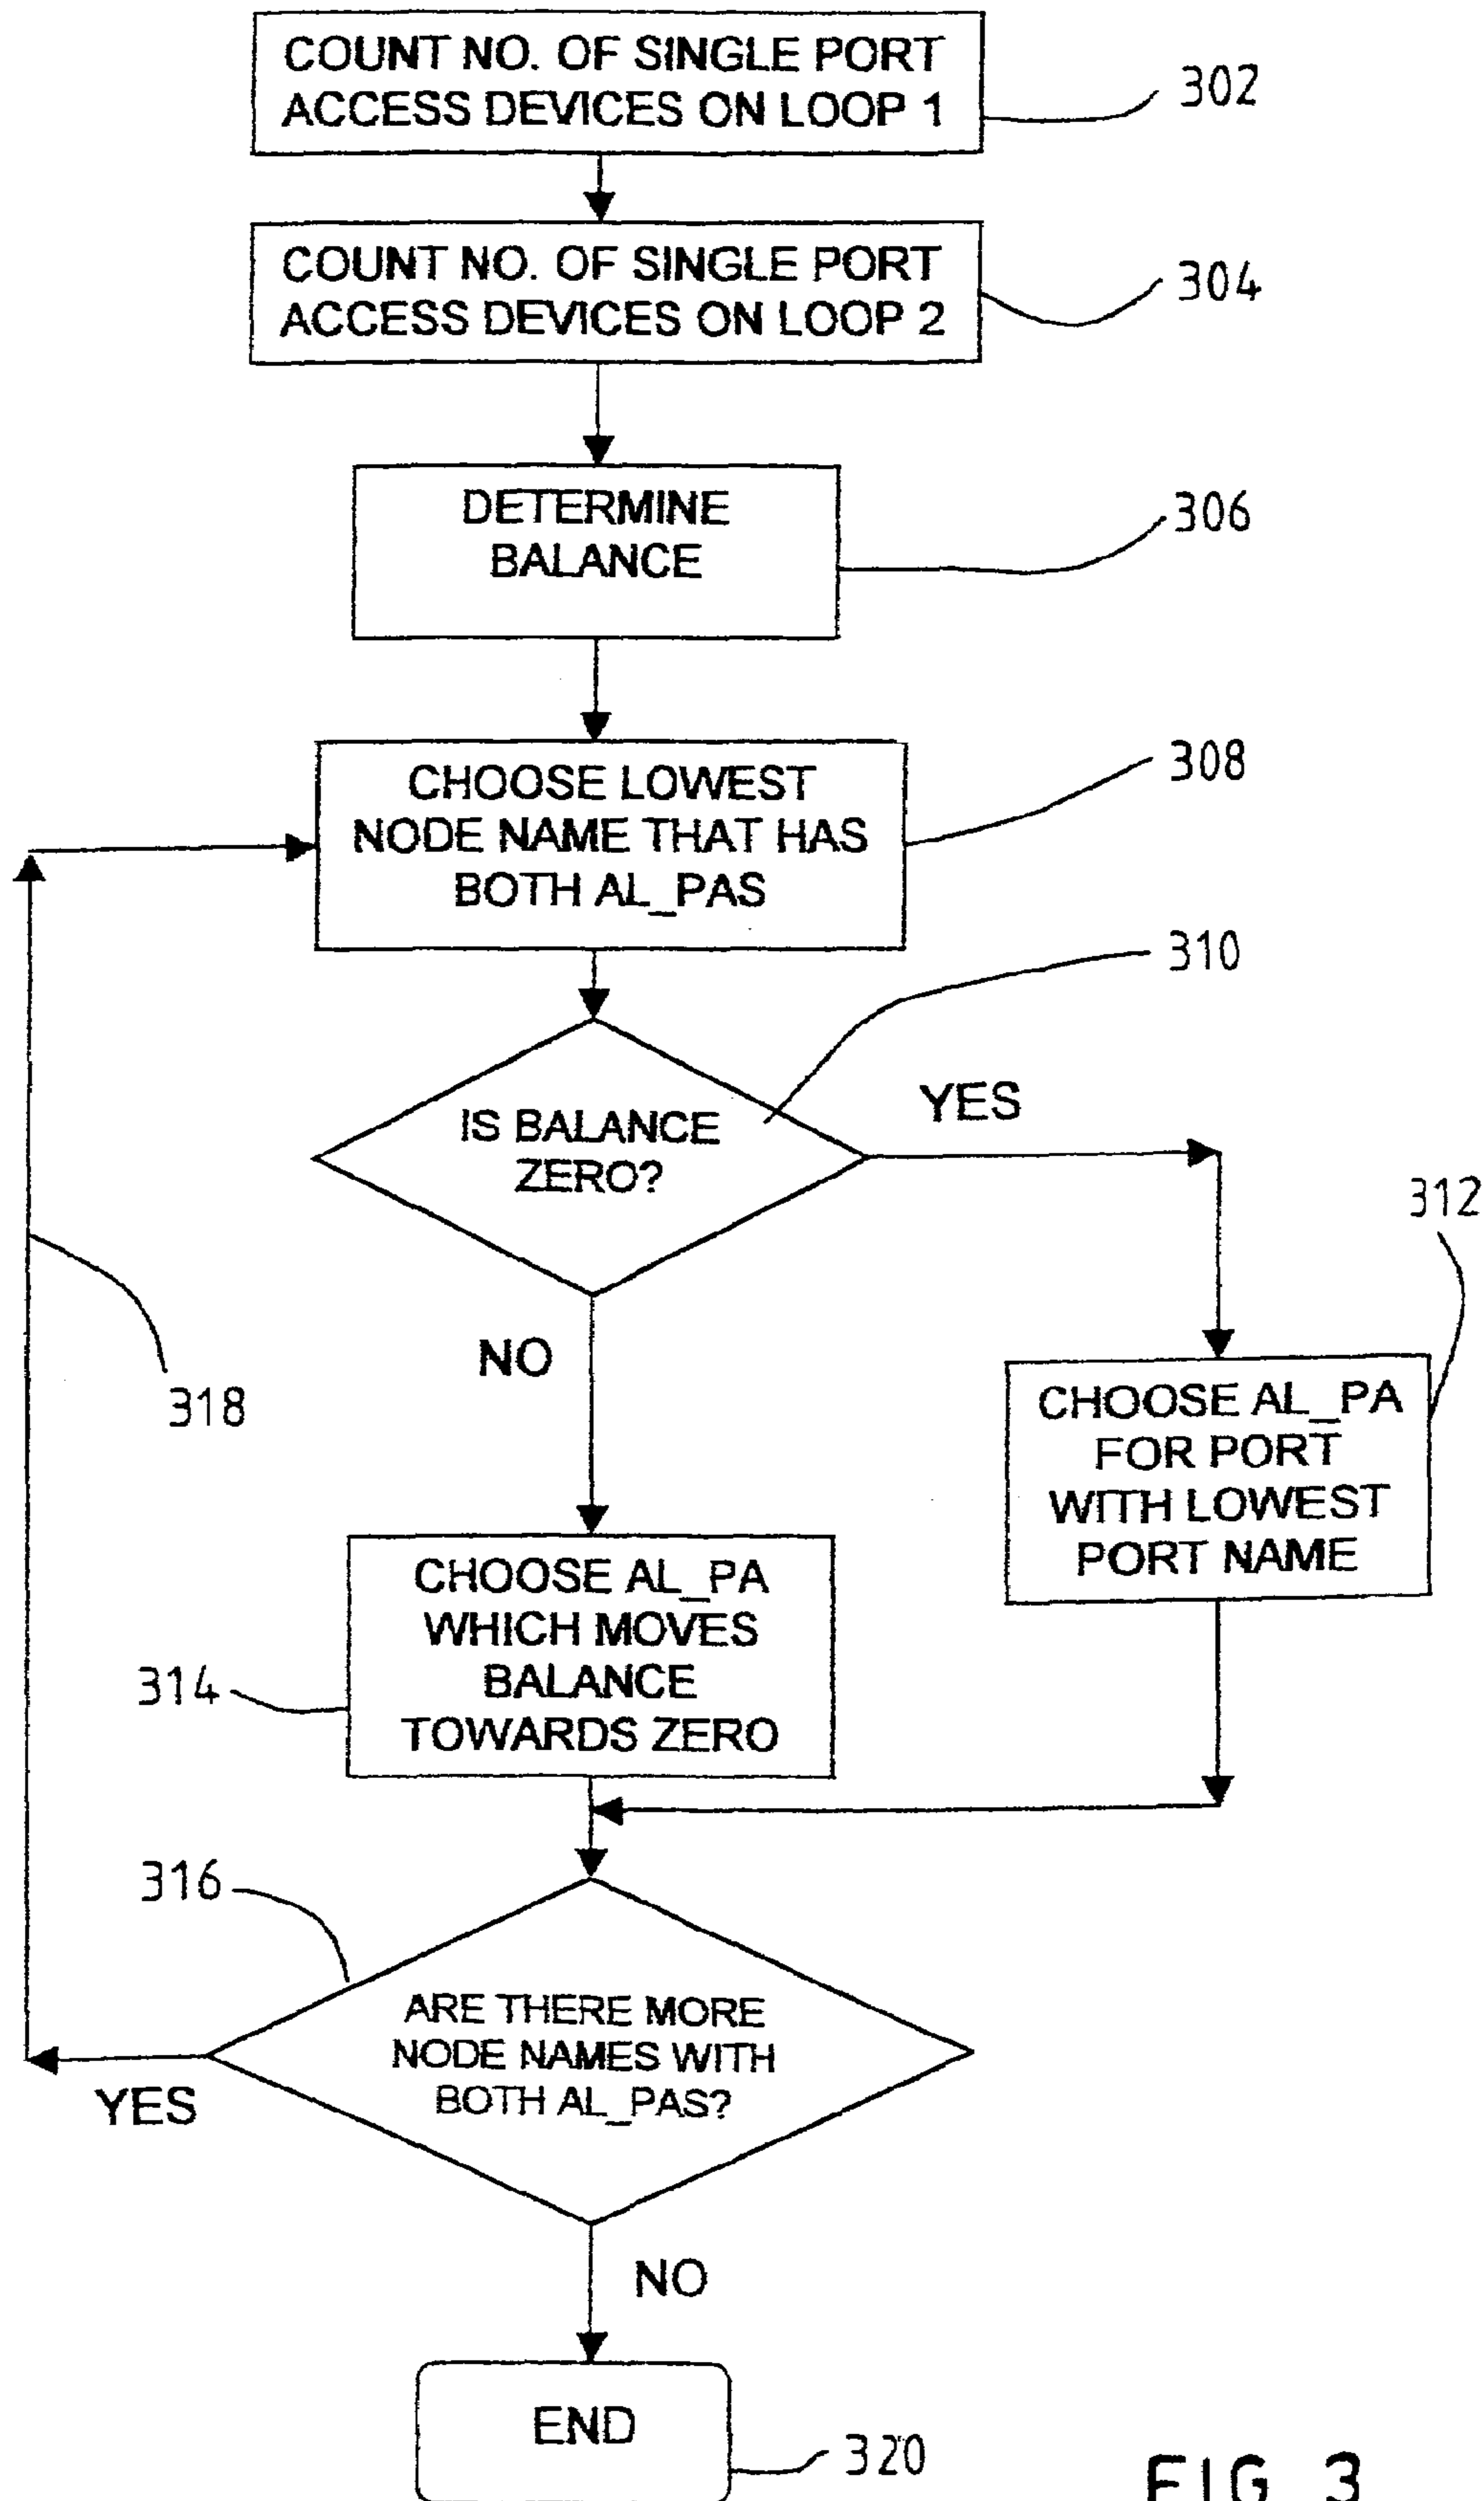 COUNT NO. OF SINGLE PORT
ACCESS DEVICES ON LOOP 1
302
COUNT NO. OF SINGLE PORT
ACCESS DEVICES ON LOOP 2
304
DETERMINE
BALANCE
306
CHOOSE LOWEST
NODE NAME THAT HAS
BOTH AL_PAS
308
310
IS BALANCE
ZERO?
YES
312
NO
318
CHOOSE AL_PA
FOR PORT
WITH LOWEST
PORT NAME
CHOOSE AL_PA
WHICH MOVES
BALANCE
TOWARDS ZERO
314
316
ARE THERE MORE
NODE NAMES WITH
BOTH AL_PAS?
YES
NO
END
320
FIG. 3